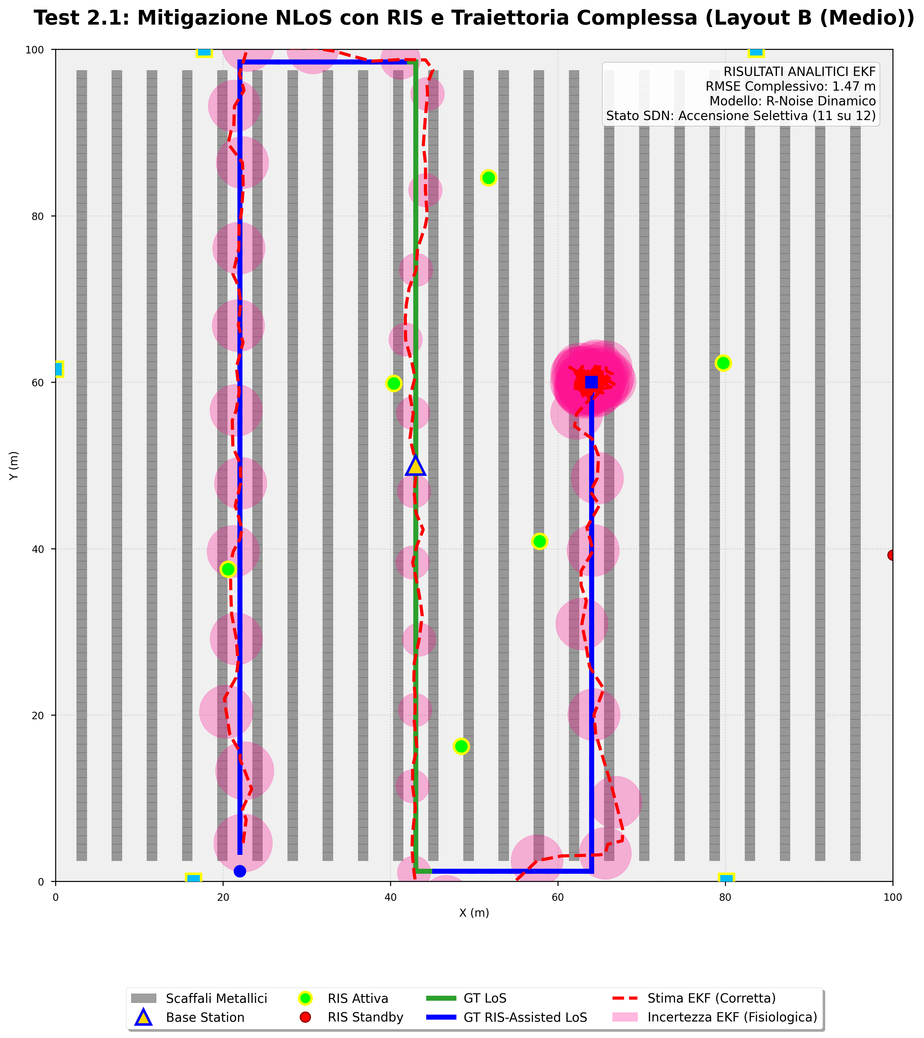 Test 2.1: Mitigazione NLoS con RIS e Traiettoria Complessa (Layout B (Medio))
RISULTATI ANALITICI EKF
RMSE Complessivo: 1.47 m
Modello: R-Noise Dinamico
Stato SDN: Accensione Selettiva (11 su 12)
100
80
60
40
20
0
Y (m)
0
20
40
60
80
100
X (m)
Scaffali Metallici
Base Station
RIS Attiva
RIS Standby
GT LoS
GT RIS-Assisted LoS
Stima EKF (Corretta)
Incertezza EKF (Fisiologica)